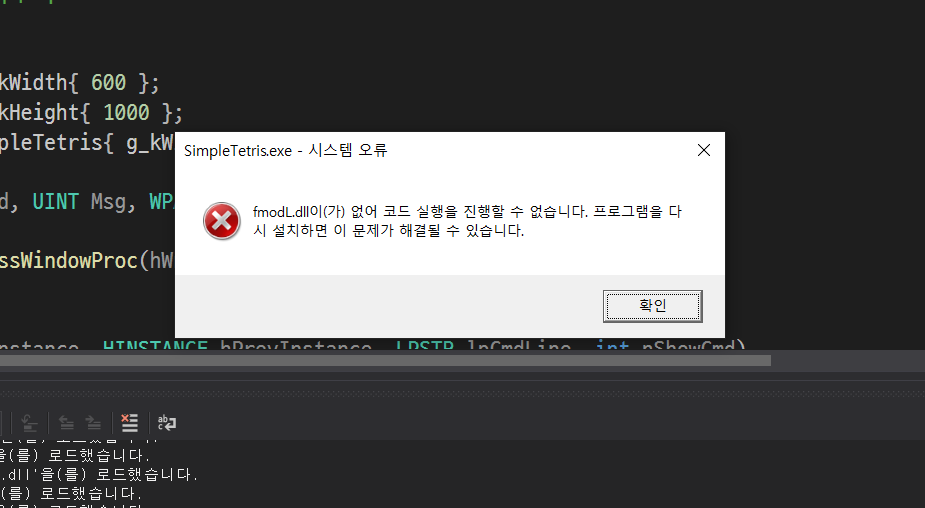 kWidth{ 600 };
kHeight{ 1000 };
pleTetris{ g_kW
SimpleTetris.exe - 시스템 오류
d, UINT Msg, WP
fmodL.dll이(가) 없어 코드 실행을 진행할 수 없습니다. 프로그램을 다
시 설치하면 이 문제가 해결될 수 있습니다.
ssWindowProc(hW
확인
nstance, HINSTANCE hPrevInstance, LPSTR lpCmdLine, int nShowCmd)
을(를) 로드했습니다.
.dll'을(를) 로드했습니다.
(를) 로드했습니다.